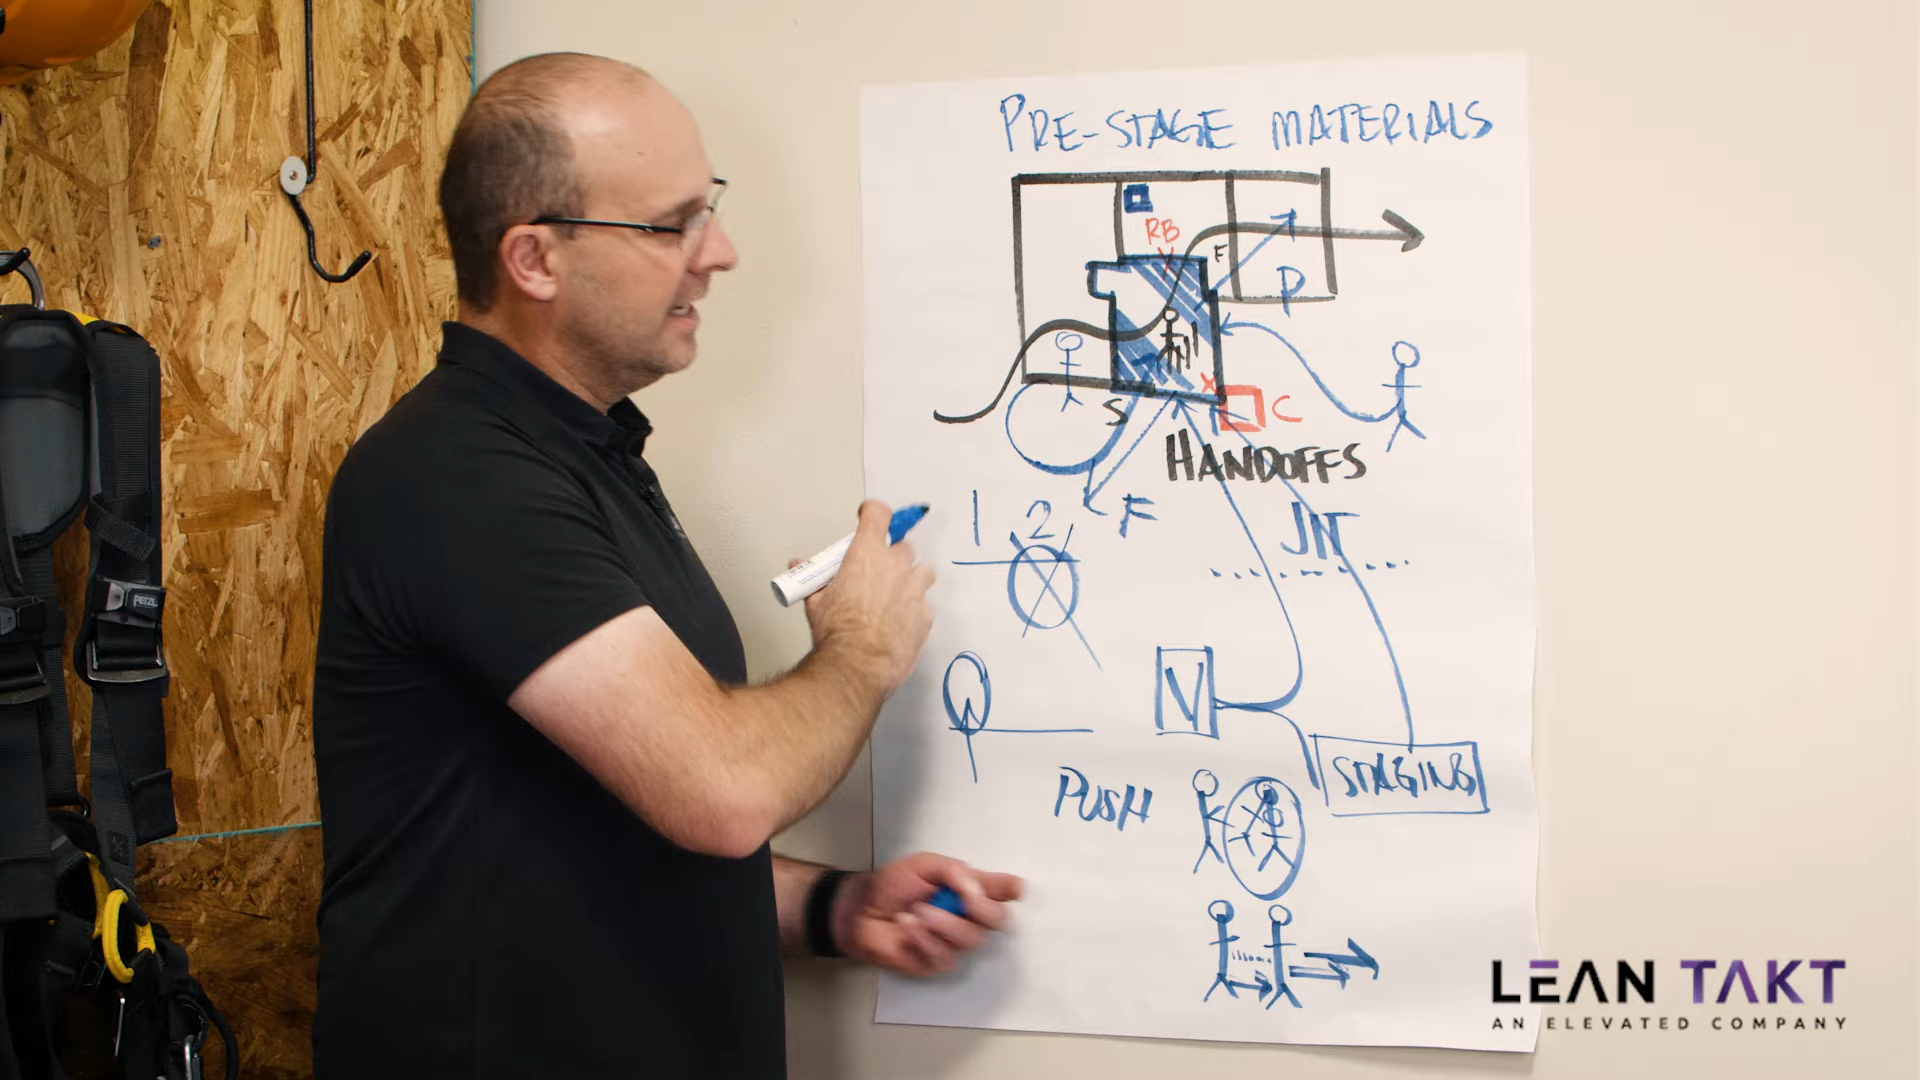 PRE-STAGE MATERIALS
RB
F
P
S
C
HANDOFFS
F
1 2
JIT
V
STAGING
PUSH
PETZL
LEAN TAKT
AN ELEVATED COMPANY